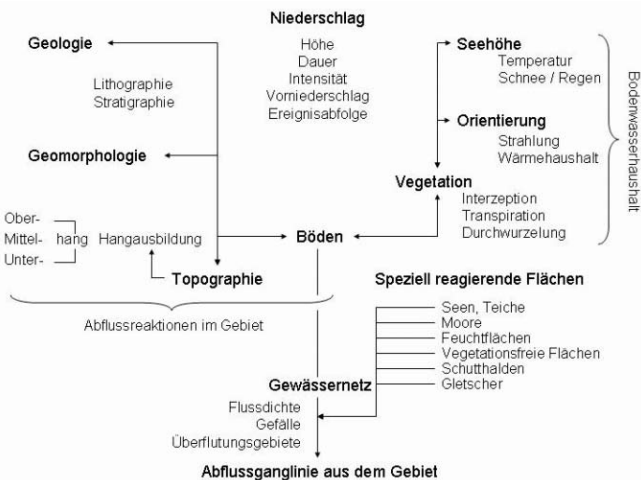 Niederschlag
Höhe
Dauer
Intensität
Vorniederschlag
Ereignisabfolge
Geologie
Lithographie
Stratigraphie
Geomorphologie
Seehöhe
Temperatur
Schnee / Regen
Orientierung
Strahlung
Wärmehaushalt
Vegetation
Interzeption
Transpiration
Durchwurzelung
Bodenwasserhaushalt
Ober-
Mittel- hang Hangausbildung
Unter-
Böden
Topographie
Abflussreaktionen im Gebiet
Speziell reagierende Flächen
Seen, Teiche
Moore
Feuchtflächen
Vegetationsfreie Flächen
Schutthalden
Gletscher
Gewässernetz
Flussdichte
Gefälle
Überflutungsgebiete
Abflussganglinie aus dem Gebiet